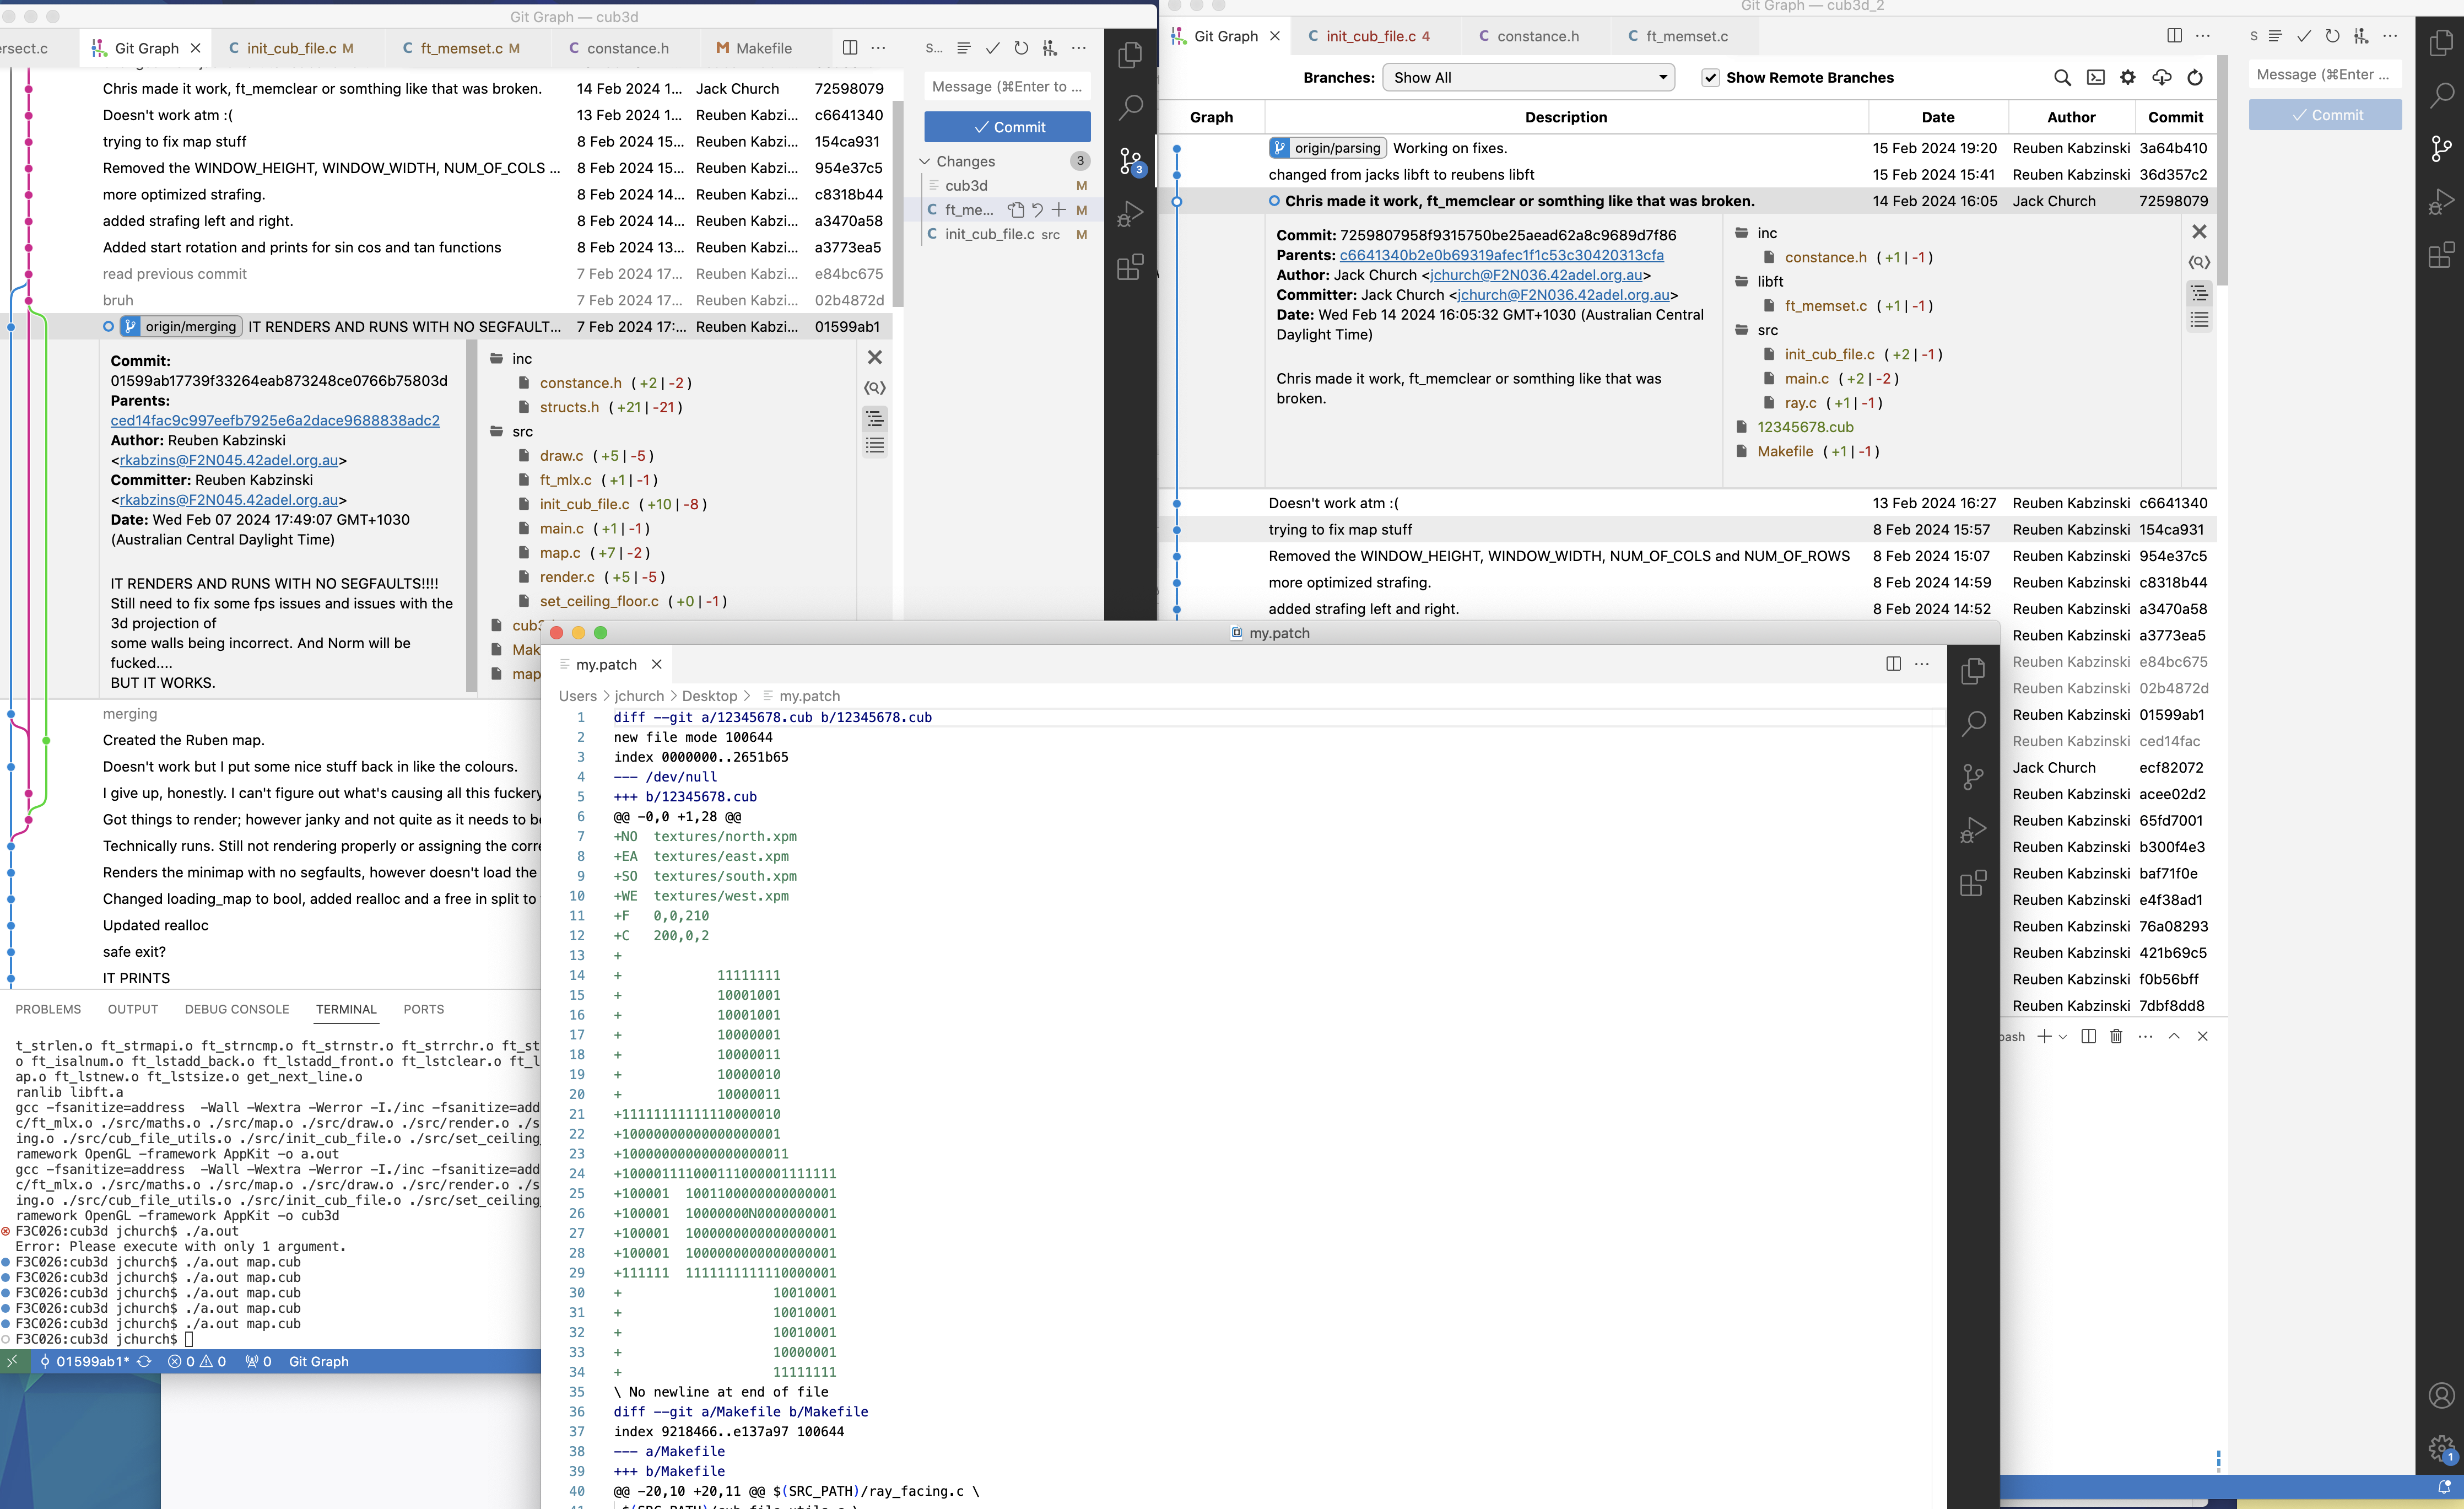 Git Graph — cub3d
ersect.c
Git Graph
C init_cub_file.c M
C ft_memset.c M
C constance.h
M Makefile
S...
Chris made it work, ft_memclear or somthing like that was broken. 14 Feb 2024 1... Jack Church 72598079
Doesn't work atm :( 13 Feb 2024 1... Reuben Kabzi... c6641340
trying to fix map stuff 8 Feb 2024 15... Reuben Kabzi... 154ca931
Removed the WINDOW_HEIGHT, WINDOW_WIDTH, NUM_OF_COLS ... 8 Feb 2024 15... Reuben Kabzi... 954e37c5
more optimized strafing. 8 Feb 2024 14... Reuben Kabzi... c8318b44
added strafing left and right. 8 Feb 2024 14... Reuben Kabzi... a3470a58
Added start rotation and prints for sin cos and tan functions 8 Feb 2024 13... Reuben Kabzi... a3773ea5
read previous commit 7 Feb 2024 17... Reuben Kabzi... e84bc675
bruh 7 Feb 2024 17... Reuben Kabzi... 02b4872d
origin/merging IT RENDERS AND RUNS WITH NO SEGFAULT... 7 Feb 2024 17:... Reuben Kabzi... 01599ab1
Commit:
01599ab17739f33264eab873248ce0766b75803d
Parents:
ced14fac9c997eefb7925e6a2dace9688838adc2
Author: Reuben Kabzinski
<rkabzins@F2N045.42adel.org.au>
Committer: Reuben Kabzinski
<rkabzins@F2N045.42adel.org.au>
Date: Wed Feb 07 2024 17:49:07 GMT+1030
(Australian Central Daylight Time)
IT RENDERS AND RUNS WITH NO SEGFAULTS!!!!
Still need to fix some fps issues and issues with the
3d projection of
some walls being incorrect. And Norm will be
fucked....
BUT IT WORKS.
inc
constance.h ( +2 | -2 )
structs.h ( +21 | -21 )
src
draw.c ( +5 | -5 )
ft_mlx.c ( +1 | -1 )
init_cub_file.c ( +10 | -8 )
main.c ( +1 | -1 )
map.c ( +7 | -2 )
render.c ( +5 | -5 )
set_ceiling_floor.c ( +0 | -1 )
cub3
Mak
map
merging
Created the Ruben map.
Doesn't work but I put some nice stuff back in like the colours.
I give up, honestly. I can't figure out what's causing all this fuckery
Got things to render; however janky and not quite as it needs to be
Technically runs. Still not rendering properly or assigning the corre
Renders the minimap with no segfaults, however doesn't load the
Changed loading_map to bool, added realloc and a free in split to
Updated realloc
safe exit?
IT PRINTS
Message (⌘Enter to ...
Commit
Changes 3
cub3d M
C ft_me... M
C init_cub_file.c src M
3
PROBLEMS OUTPUT DEBUG CONSOLE TERMINAL PORTS
t_strlen.o ft_strmapi.o ft_strncmp.o ft_strnstr.o ft_strrchr.o ft_st
o ft_isalnum.o ft_lstadd_back.o ft_lstadd_front.o ft_lstclear.o ft_l
ap.o ft_lstnew.o ft_lstsize.o get_next_line.o
ranlib libft.a
gcc -fsanitize=address  -Wall -Wextra -Werror -I./inc -fsanitize=add
c/ft_mlx.o ./src/maths.o ./src/map.o ./src/draw.o ./src/render.o ./s
ing.o ./src/cub_file_utils.o ./src/init_cub_file.o ./src/set_ceiling_
ramework OpenGL -framework AppKit -o a.out
gcc -fsanitize=address  -Wall -Wextra -Werror -I./inc -fsanitize=add
c/ft_mlx.o ./src/maths.o ./src/map.o ./src/draw.o ./src/render.o ./s
ing.o ./src/cub_file_utils.o ./src/init_cub_file.o ./src/set_ceiling_
ramework OpenGL -framework AppKit -o cub3d
F3C026:cub3d jchurch$ ./a.out
Error: Please execute with only 1 argument.
F3C026:cub3d jchurch$ ./a.out map.cub
F3C026:cub3d jchurch$ ./a.out map.cub
F3C026:cub3d jchurch$ ./a.out map.cub
F3C026:cub3d jchurch$ ./a.out map.cub
F3C026:cub3d jchurch$ ./a.out map.cub
F3C026:cub3d jchurch$
01599ab1* 0 0 0 Git Graph
Git Graph — cub3d_2
Git Graph
C init_cub_file.c 4
C constance.h
C ft_memset.c
S
Branches: Show All Show Remote Branches
Graph Description Date Author Commit
origin/parsing Working on fixes. 15 Feb 2024 19:20 Reuben Kabzinski 3a64b410
changed from jacks libft to reubens libft 15 Feb 2024 15:41 Reuben Kabzinski 36d357c2
Chris made it work, ft_memclear or somthing like that was broken. 14 Feb 2024 16:05 Jack Church 72598079
Commit: 7259807958f9315750be25aead62a8c9689d7f86
Parents: c6641340b2e0b69319afec1f1c53c30420313cfa
Author: Jack Church <jchurch@F2N036.42adel.org.au>
Committer: Jack Church <jchurch@F2N036.42adel.org.au>
Date: Wed Feb 14 2024 16:05:32 GMT+1030 (Australian Central
Daylight Time)
Chris made it work, ft_memclear or somthing like that was
broken.
inc
constance.h ( +1 | -1 )
libft
ft_memset.c ( +1 | -1 )
src
init_cub_file.c ( +2 | -1 )
main.c ( +2 | -2 )
ray.c ( +1 | -1 )
12345678.cub
Makefile ( +1 | -1 )
Doesn't work atm :( 13 Feb 2024 16:27 Reuben Kabzinski c6641340
trying to fix map stuff 8 Feb 2024 15:57 Reuben Kabzinski 154ca931
Removed the WINDOW_HEIGHT, WINDOW_WIDTH, NUM_OF_COLS and NUM_OF_ROWS 8 Feb 2024 15:07 Reuben Kabzinski 954e37c5
more optimized strafing. 8 Feb 2024 14:59 Reuben Kabzinski c8318b44
added strafing left and right. 8 Feb 2024 14:52 Reuben Kabzinski a3470a58
Reuben Kabzinski a3773ea5
Reuben Kabzinski e84bc675
Reuben Kabzinski 02b4872d
Reuben Kabzinski 01599ab1
Reuben Kabzinski ced14fac
Jack Church ecf82072
Reuben Kabzinski acee02d2
Reuben Kabzinski 65fd7001
Reuben Kabzinski b300f4e3
Reuben Kabzinski baf71f0e
Reuben Kabzinski e4f38ad1
Reuben Kabzinski 76a08293
Reuben Kabzinski 421b69c5
Reuben Kabzinski f0b56bff
Reuben Kabzinski 7dbf8dd8
Message (⌘Enter ...
Commit
bash
1
my.patch
my.patch
Users > jchurch > Desktop > my.patch
1 diff --git a/12345678.cub b/12345678.cub
2 new file mode 100644
3 index 0000000..2651b65
4 --- /dev/null
5 +++ b/12345678.cub
6 @@ -0,0 +1,28 @@
7 +NO  textures/north.xpm
8 +EA  textures/east.xpm
9 +SO  textures/south.xpm
10 +WE  textures/west.xpm
11 +F   0,0,210
12 +C   200,0,2
13 +
14 +            11111111
15 +            10001001
16 +            10001001
17 +            10000001
18 +            10000011
19 +            10000010
20 +            10000011
21 +11111111111110000010
22 +10000000000000000001
23 +100000000000000000011
24 +100001111000111000001111111
25 +100001  1001100000000000001
26 +100001  10000000N0000000001
27 +100001  1000000000000000001
28 +100001  1000000000000000001
29 +111111  1111111111110000001
30 +                   10010001
31 +                   10010001
32 +                   10010001
33 +                   10000001
34 +                   11111111
35 \ No newline at end of file
36 diff --git a/Makefile b/Makefile
37 index 9218466..e137a97 100644
38 --- a/Makefile
39 +++ b/Makefile
40 @@ -20,10 +20,11 @@ $(SRC_PATH)/ray_facing.c \